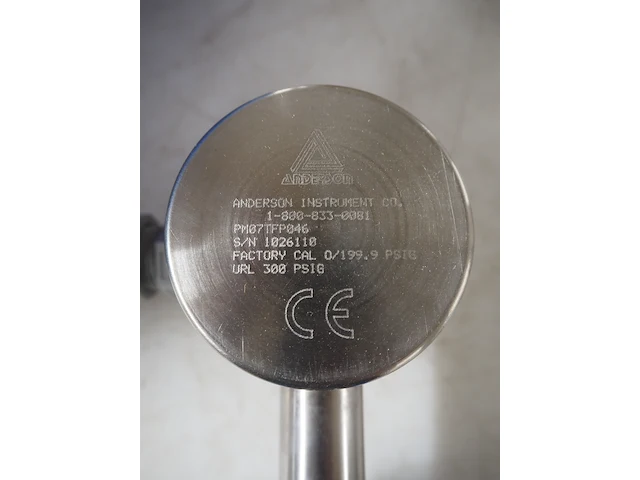 ANDERSON
ANDERSON INSTRUMENT CO.
1-800-833-0081
PM07TFP046
S/N 1026110
FACTORY CAL 0/199.9 PSIG
URL 300 PSIG
CE